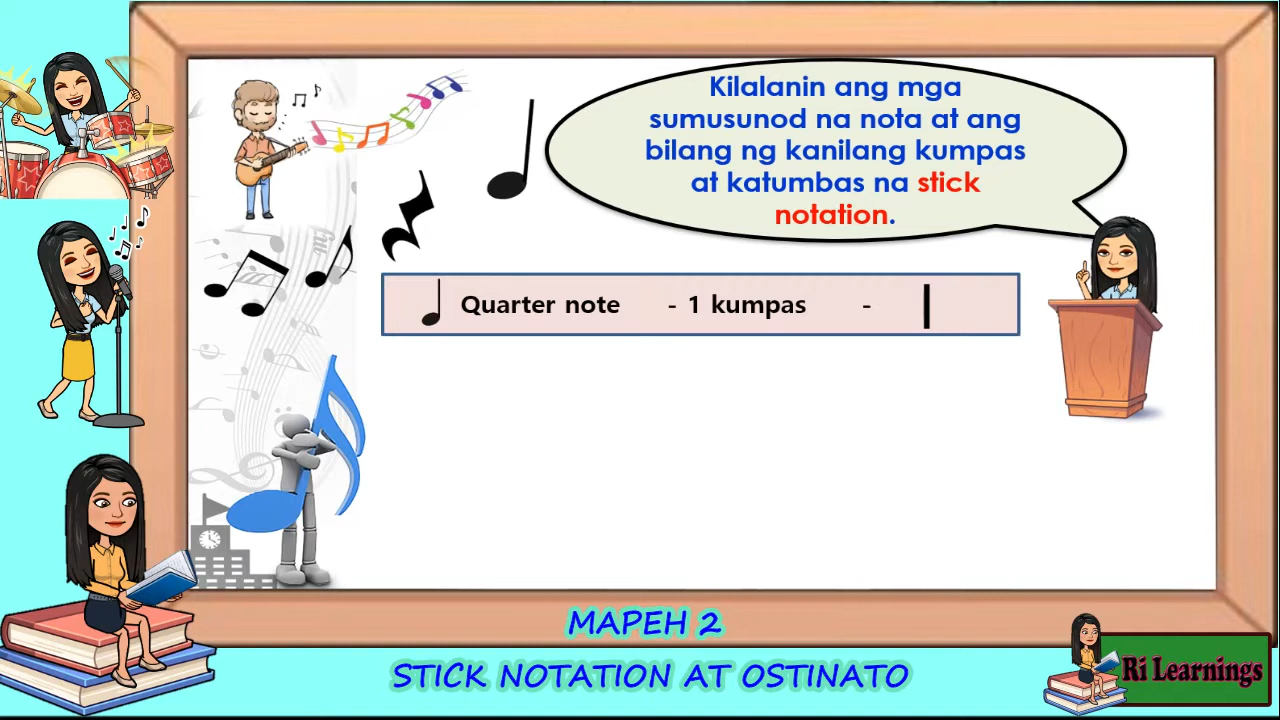 Kilalanin ang mga
sumusunod na nota at ang
bilang ng kanilang kumpas
at katumbas na stick
notation.
Quarter note - 1 kumpas - |
MAPEH 2
STICK NOTATION AT OSTINATO
Ri Learnings